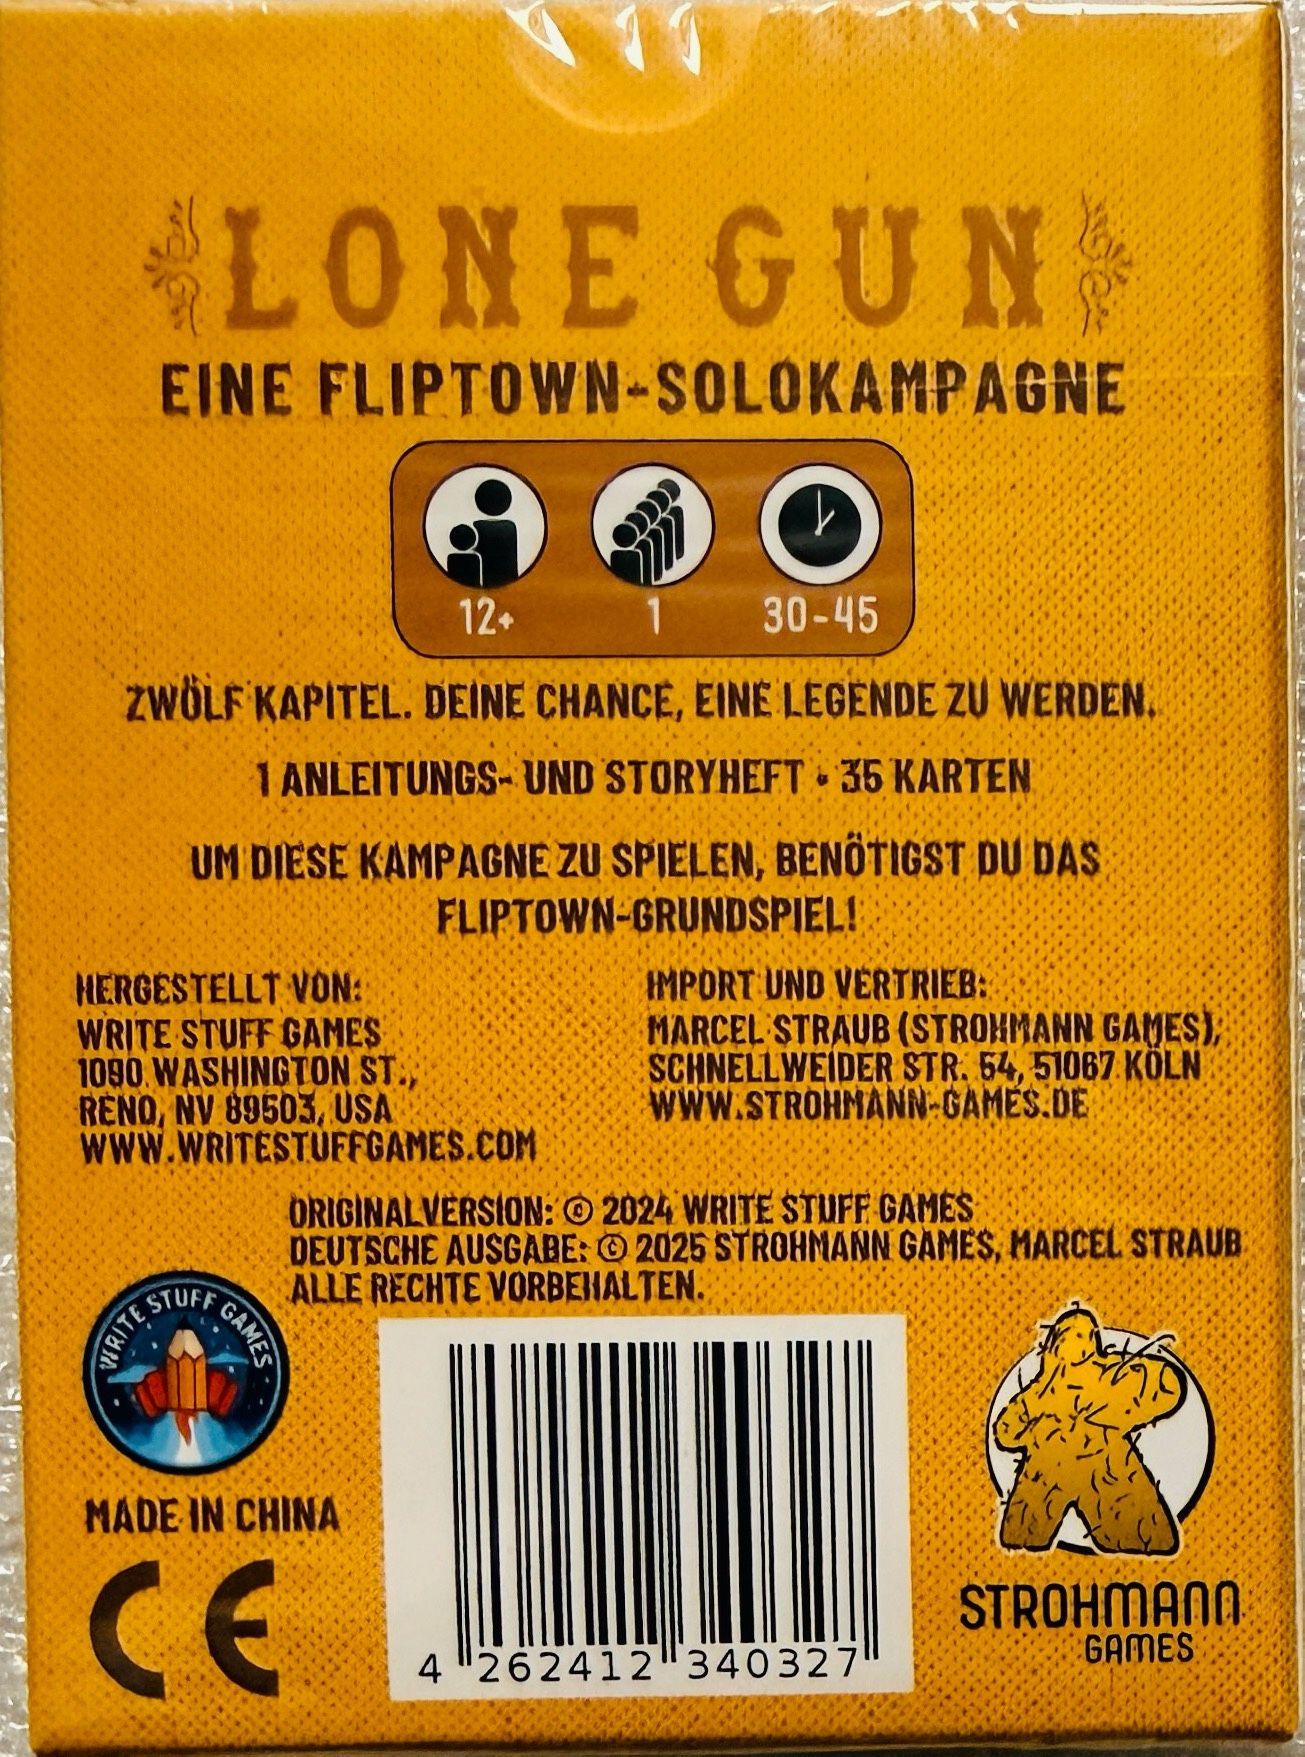 LONE GUN
EINE FLIPTOWN-SOLOKAMPAGNE
12+ 1 30-45
ZWÖLF KAPITEL. DEINE CHANCE, EINE LEGENDE ZU WERDEN.
1 ANLEITUNGS- UND STORYHEFT • 35 KARTEN
UM DIESE KAMPAGNE ZU SPIELEN, BENÖTIGST DU DAS
FLIPTOWN-GRUNDSPIEL!
HERGESTELLT VON:
WRITE STUFF GAMES
1090 WASHINGTON ST.,
RENO, NV 89503, USA
WWW.WRITESTUFFGAMES.COM
IMPORT UND VERTRIEB:
MARCEL STRAUB (STROHMANN GAMES),
SCHNELLWEIDER STR. 54, 51067 KÖLN
WWW.STROHMANN-GAMES.DE
ORIGINALVERSION: © 2024 WRITE STUFF GAMES
DEUTSCHE AUSGABE: © 2025 STROHMANN GAMES, MARCEL STRAUB
ALLE RECHTE VORBEHALTEN.
WRITE STUFF GAMES
MADE IN CHINA
CE
4 262412 340327
STROHMANN
GAMES